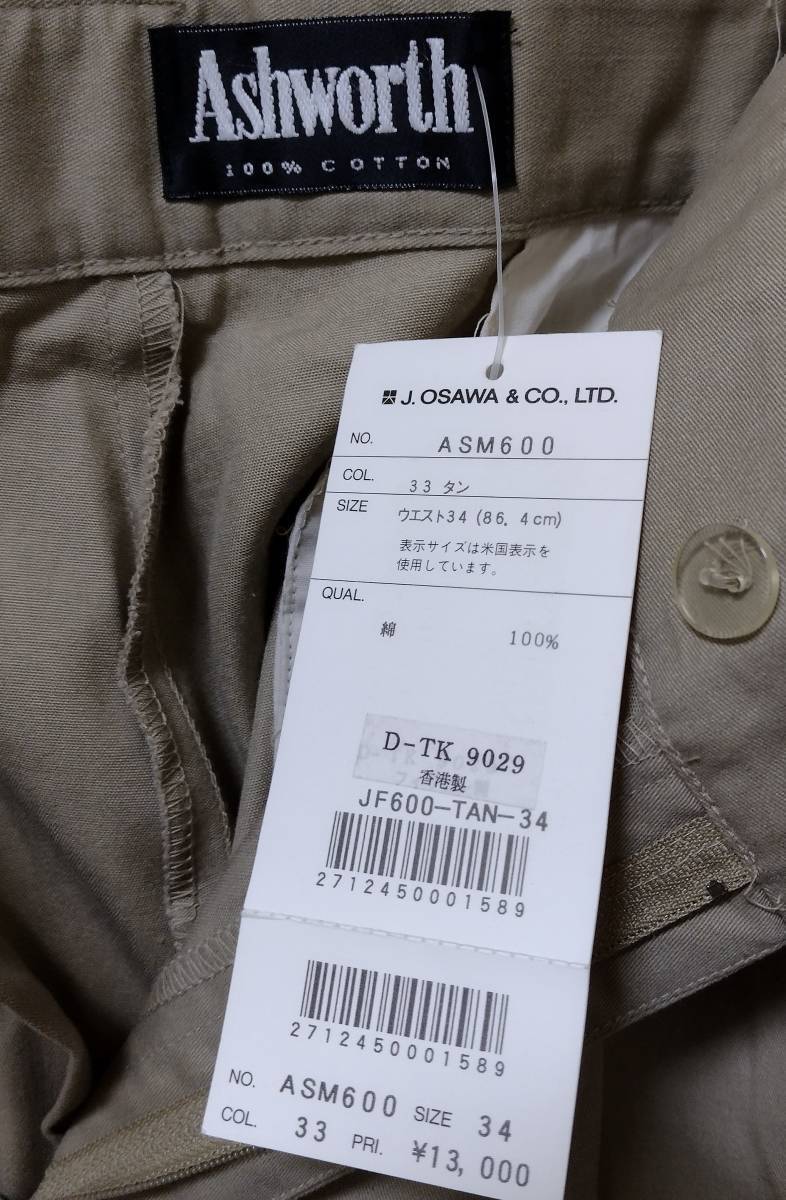 Ashworth
100% COTTON
J. OSAWA & CO., LTD.
NO. ASM600
COL. 33 タン
SIZE ウエスト34 (86.4cm)
表示サイズは米国表示を
使用しています。
QUAL.
綿 100%
D-TK 9029
香港製
JF600-TAN-34
2712450001589
2712450001589
NO. ASM600 SIZE 34
COL. 33 PRI. ¥13,000